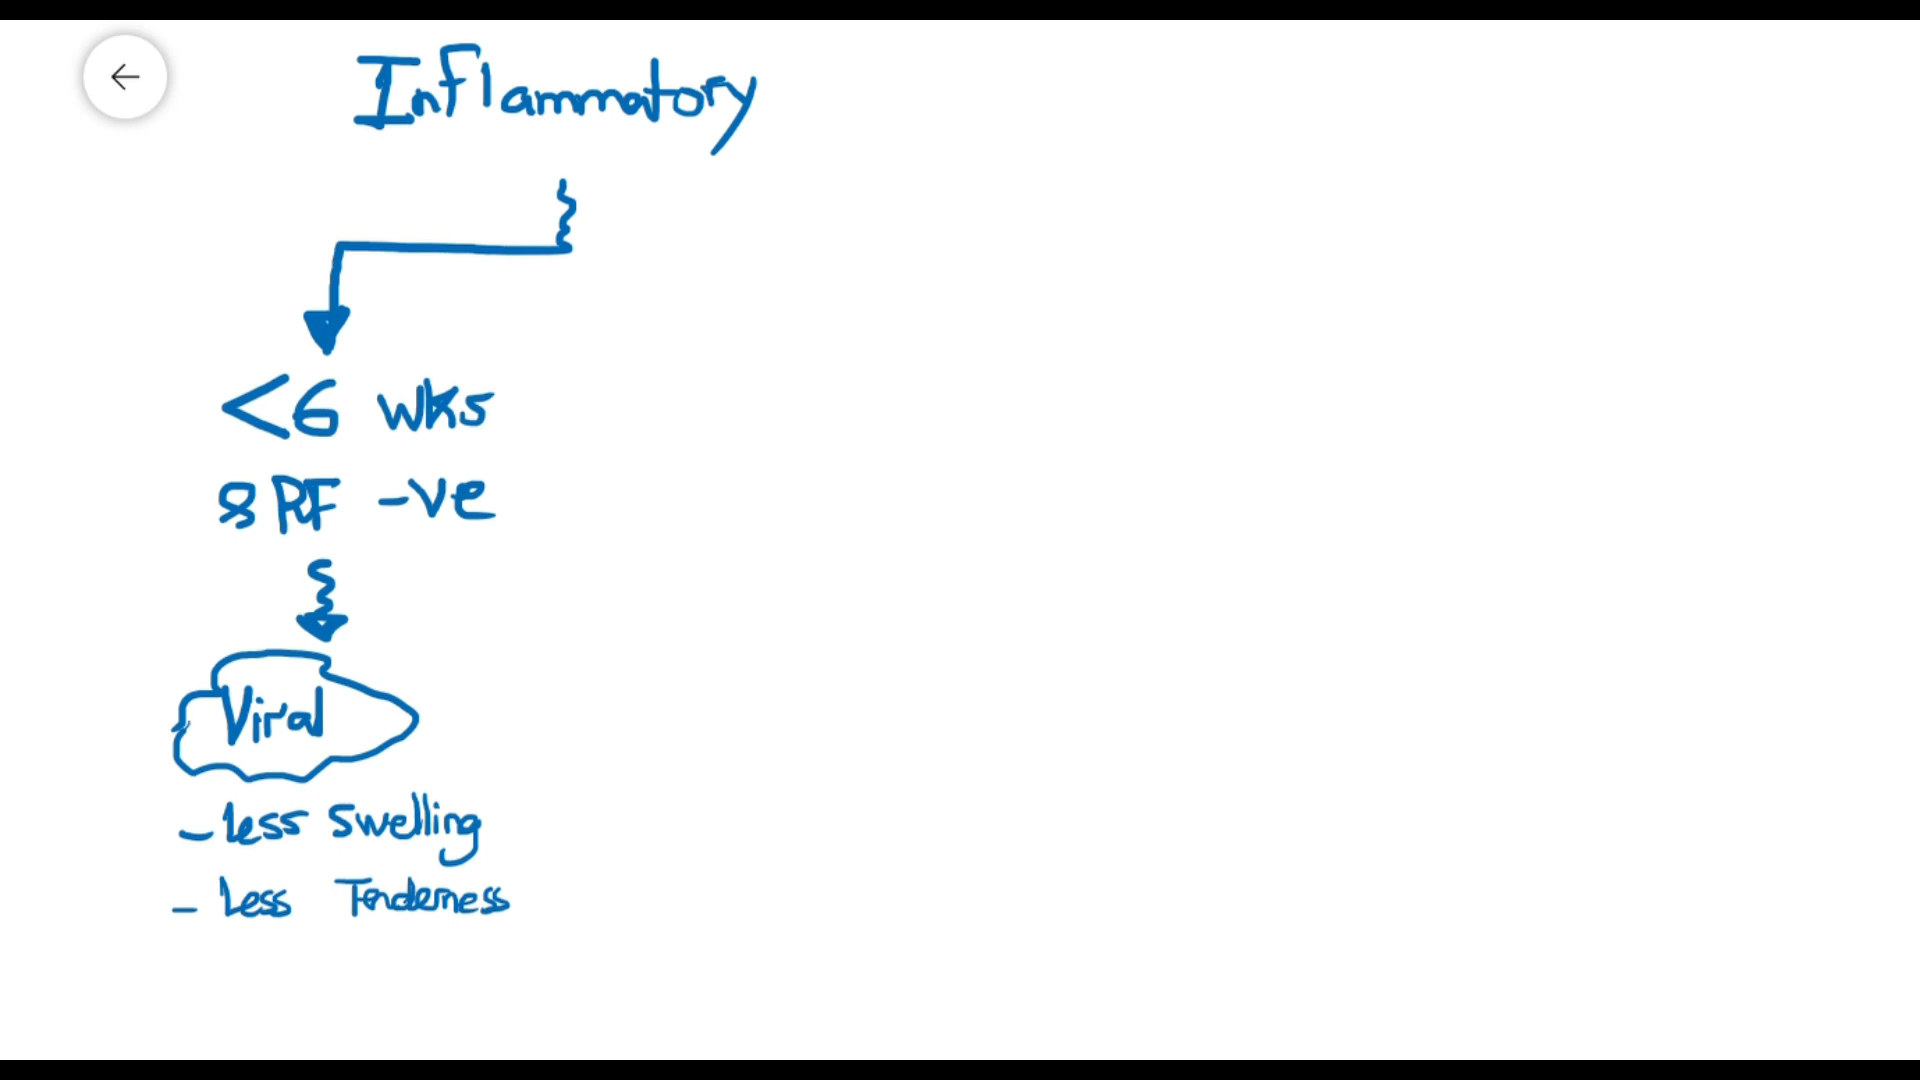 Inflammatory
<6 wks
& RF -ve
Viral
- less swelling
- Less Tenderness